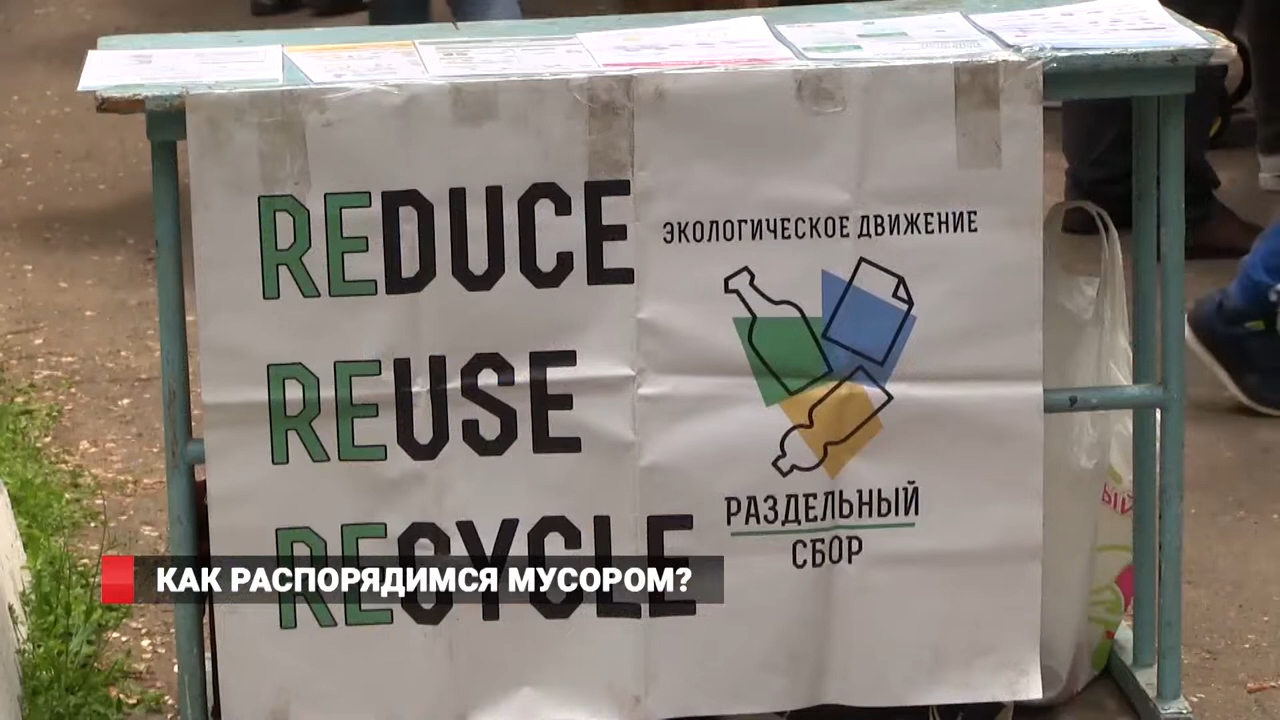 REDUCE
REUSE
RECYCLE
ЭКОЛОГИЧЕСКОЕ ДВИЖЕНИЕ
РАЗДЕЛЬНЫЙ
СБОР
КАК РАСПОРЯДИМСЯ МУСОРОМ?